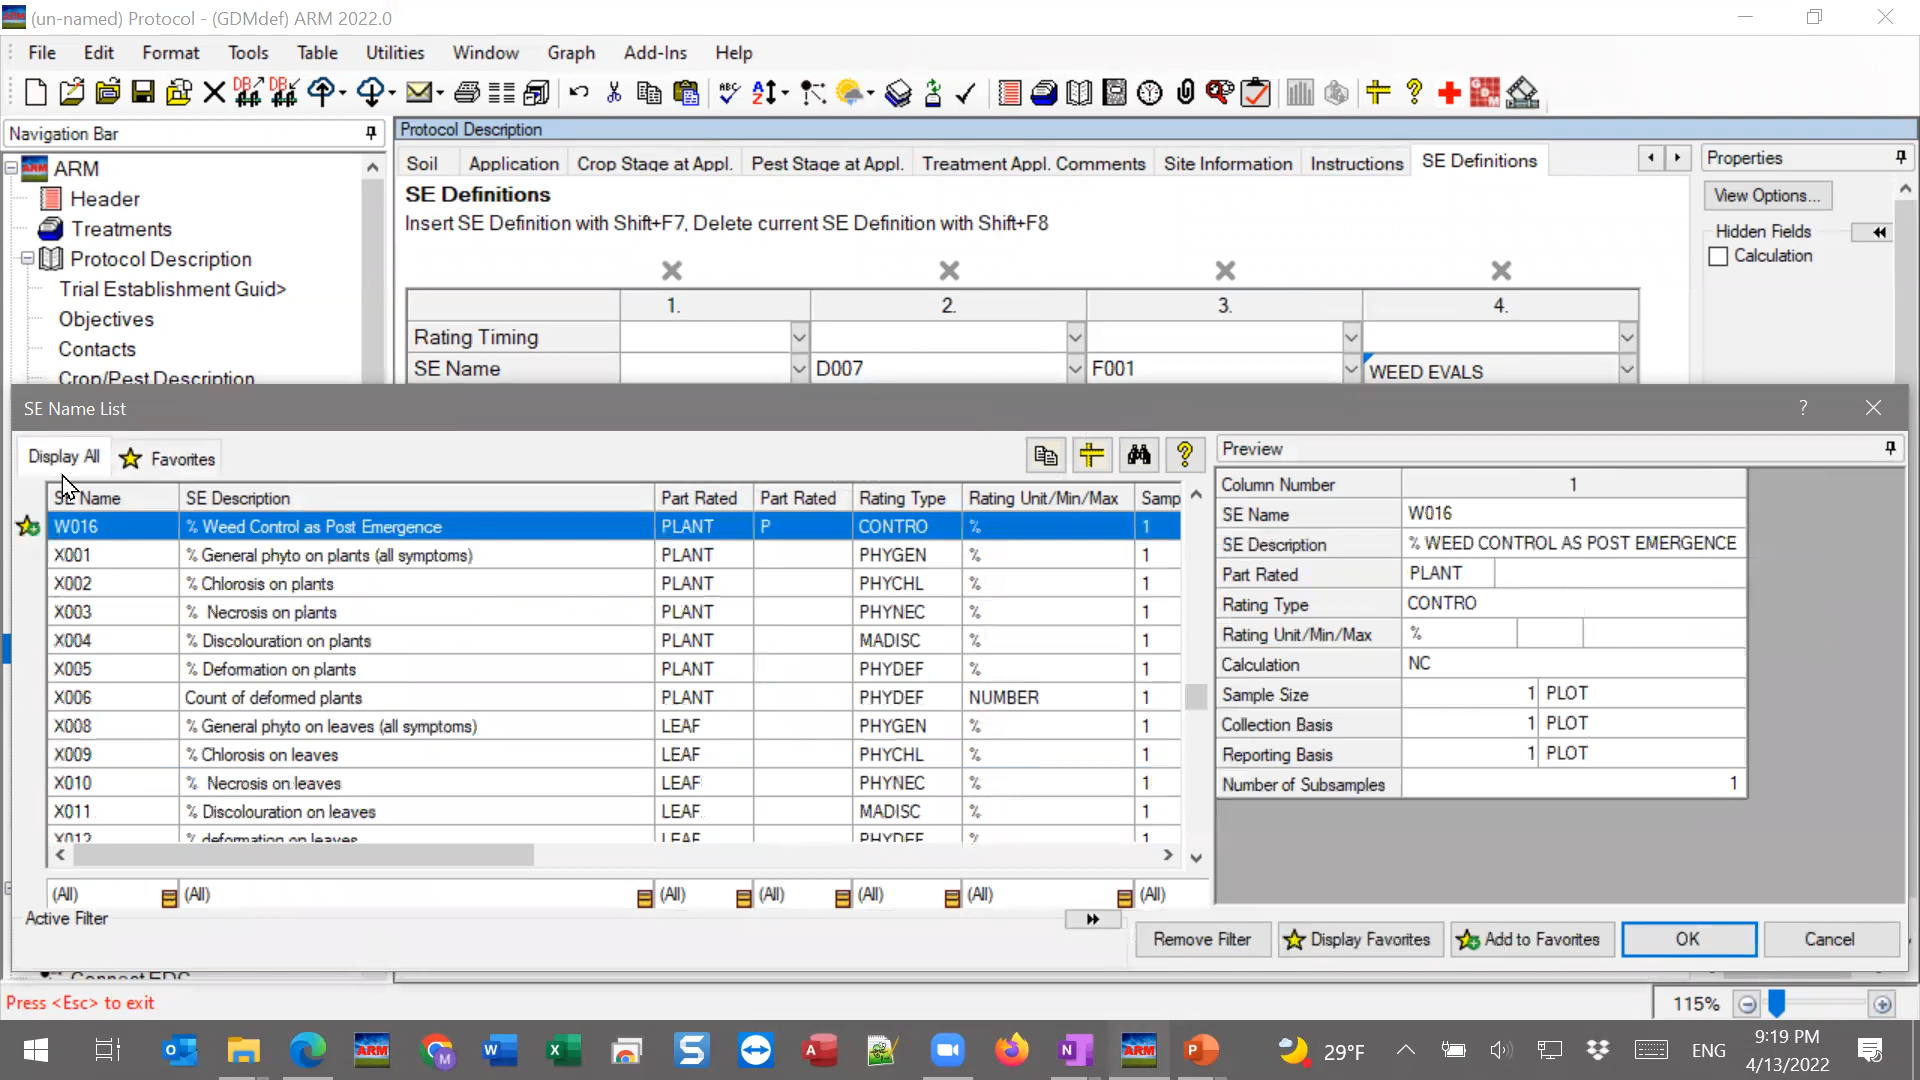 (un-named) Protocol - (GDMdef) ARM 2022.0
File Edit Format Tools Table Utilities Window Graph Add-Ins Help
Navigation Bar
ARM
Header
Treatments
Protocol Description
Trial Establishment Guid>
Objectives
Contacts
Crop/Pest Description
Protocol Description
Soil Application Crop Stage at Appl. Pest Stage at Appl. Treatment Appl. Comments Site Information Instructions SE Definitions
SE Definitions
Insert SE Definition with Shift+F7, Delete current SE Definition with Shift+F8
1. 2. 3. 4.
Rating Timing
SE Name D007 F001 WEED EVALS
Properties
View Options...
Hidden Fields
Calculation
SE Name List
Display All Favorites
SE Name SE Description Part Rated Part Rated Rating Type Rating Unit/Min/Max Samp
W016 % Weed Control as Post Emergence PLANT P CONTRO % 1
X001 % General phyto on plants (all symptoms) PLANT PHYGEN % 1
X002 % Chlorosis on plants PLANT PHYCHL % 1
X003 % Necrosis on plants PLANT PHYNEC % 1
X004 % Discolouration on plants PLANT MADISC % 1
X005 % Deformation on plants PLANT PHYDEF % 1
X006 Count of deformed plants PLANT PHYDEF NUMBER 1
X008 % General phyto on leaves (all symptoms) LEAF PHYGEN % 1
X009 % Chlorosis on leaves LEAF PHYCHL % 1
X010 % Necrosis on leaves LEAF PHYNEC % 1
X011 % Discolouration on leaves LEAF MADISC % 1
X012 % deformation on leaves LEAF PHYDEF % 1
(All) (All) (All) (All) (All) (All) (All)
Active Filter
Preview
Column Number 1
SE Name W016
SE Description % WEED CONTROL AS POST EMERGENCE
Part Rated PLANT
Rating Type CONTRO
Rating Unit/Min/Max %
Calculation NC
Sample Size 1 PLOT
Collection Basis 1 PLOT
Reporting Basis 1 PLOT
Number of Subsamples 1
Remove Filter Display Favorites Add to Favorites OK Cancel
Connect EDC
Press <Esc> to exit
115%
29°F
ENG
9:19 PM
4/13/2022